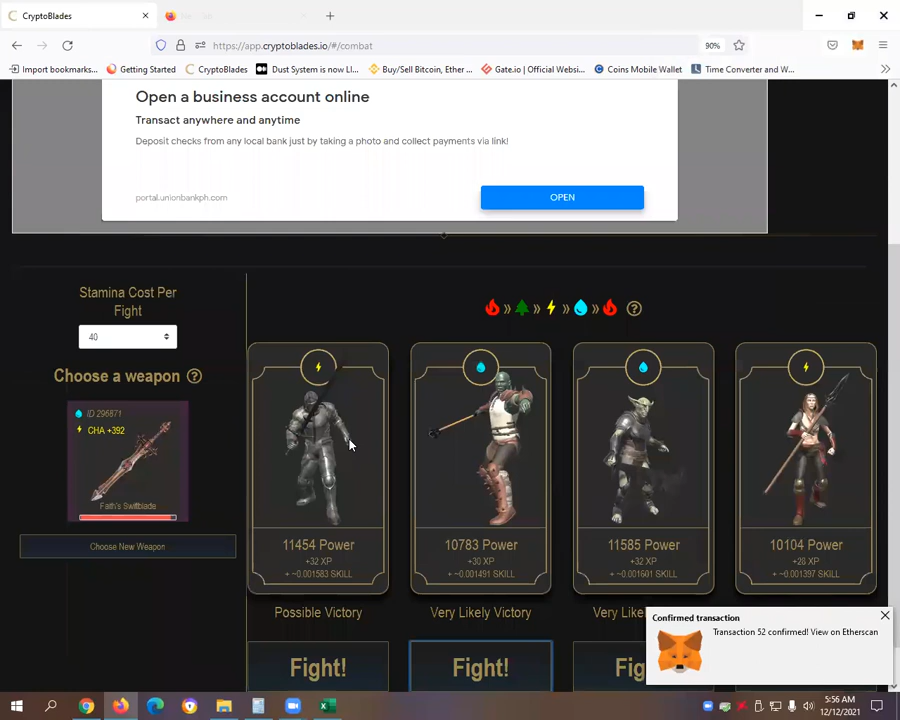 CryptoBlades
https://app.cryptoblades.io/#/combat
90%
Import bookmarks...
Getting Started
CryptoBlades
Dust System is now LI...
Buy/Sell Bitcoin, Ether ...
Gate.io | Official Websi...
Coins Mobile Wallet
Time Converter and W...
Open a business account online
Transact anywhere and anytime
Deposit checks from any local bank just by taking a photo and collect payments via link!
portal.unionbankph.com
OPEN
Stamina Cost Per
Fight
40
Choose a weapon
ID 296871
CHA +392
Faith's Swiftblade
Choose New Weapon
11454 Power
+32 XP
+ ~0.001583 SKILL
Possible Victory
Fight!
10783 Power
+30 XP
+ ~0.001491 SKILL
Very Likely Victory
Fight!
11585 Power
+32 XP
+ ~0.001601 SKILL
Very Like
Fig
10104 Power
+28 XP
+ ~0.001397 SKILL
Confirmed transaction
Transaction 52 confirmed! View on Etherscan
5:56 AM
12/12/2021